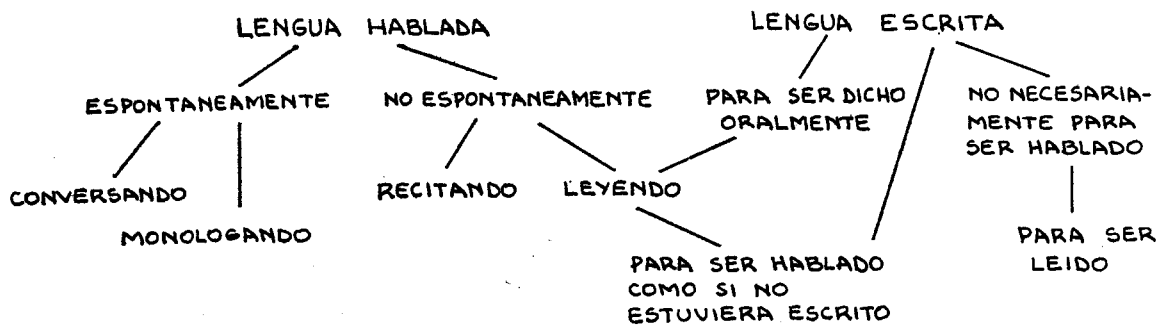 LENGUA HABLADA
LENGUA ESCRITA
ESPONTANEAMENTE
NO ESPONTANEAMENTE
PARA SER DICHO
ORALMENTE
NO NECESARIA-
MENTE PARA
SER HABLADO
CONVERSANDO
MONOLOGANDO
RECITANDO
LEYENDO
PARA SER HABLADO
COMO SI NO
ESTUVIERA ESCRITO
PARA SER
LEIDO